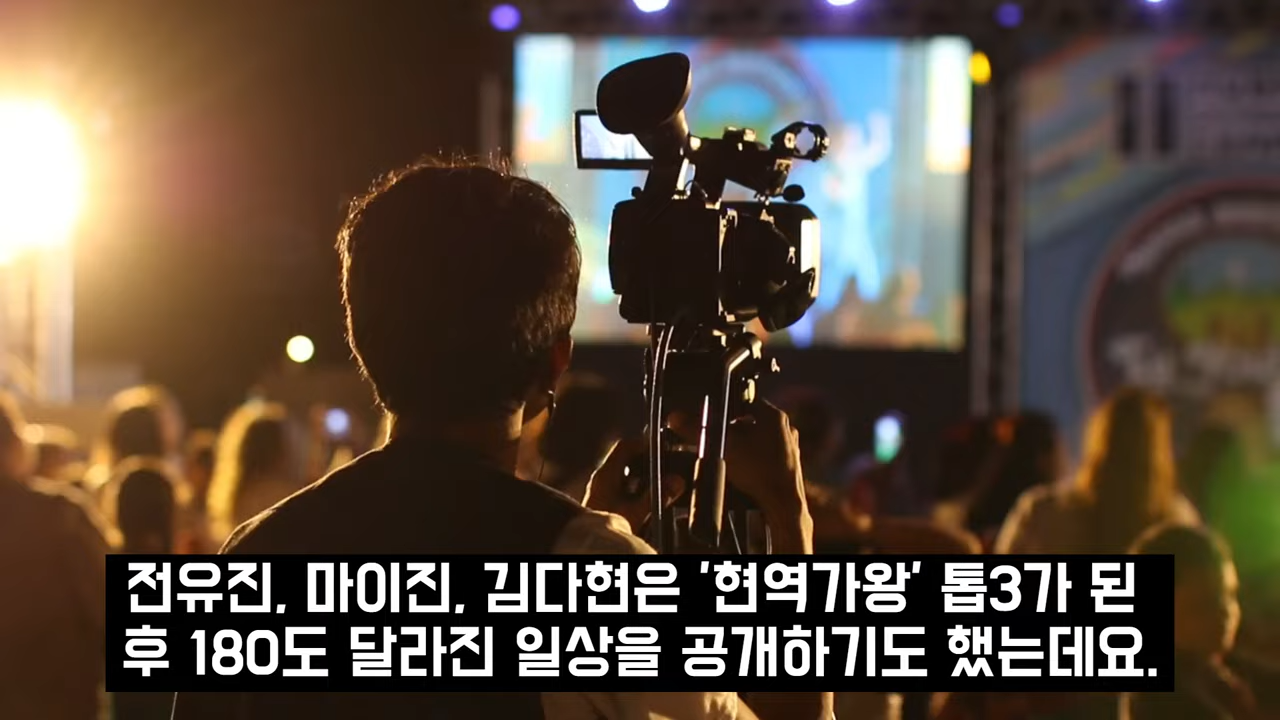 전유진, 마이진, 김다현은 '현역가왕' 톱3가 된
후 180도 달라진 일상을 공개하기도 했는데요.